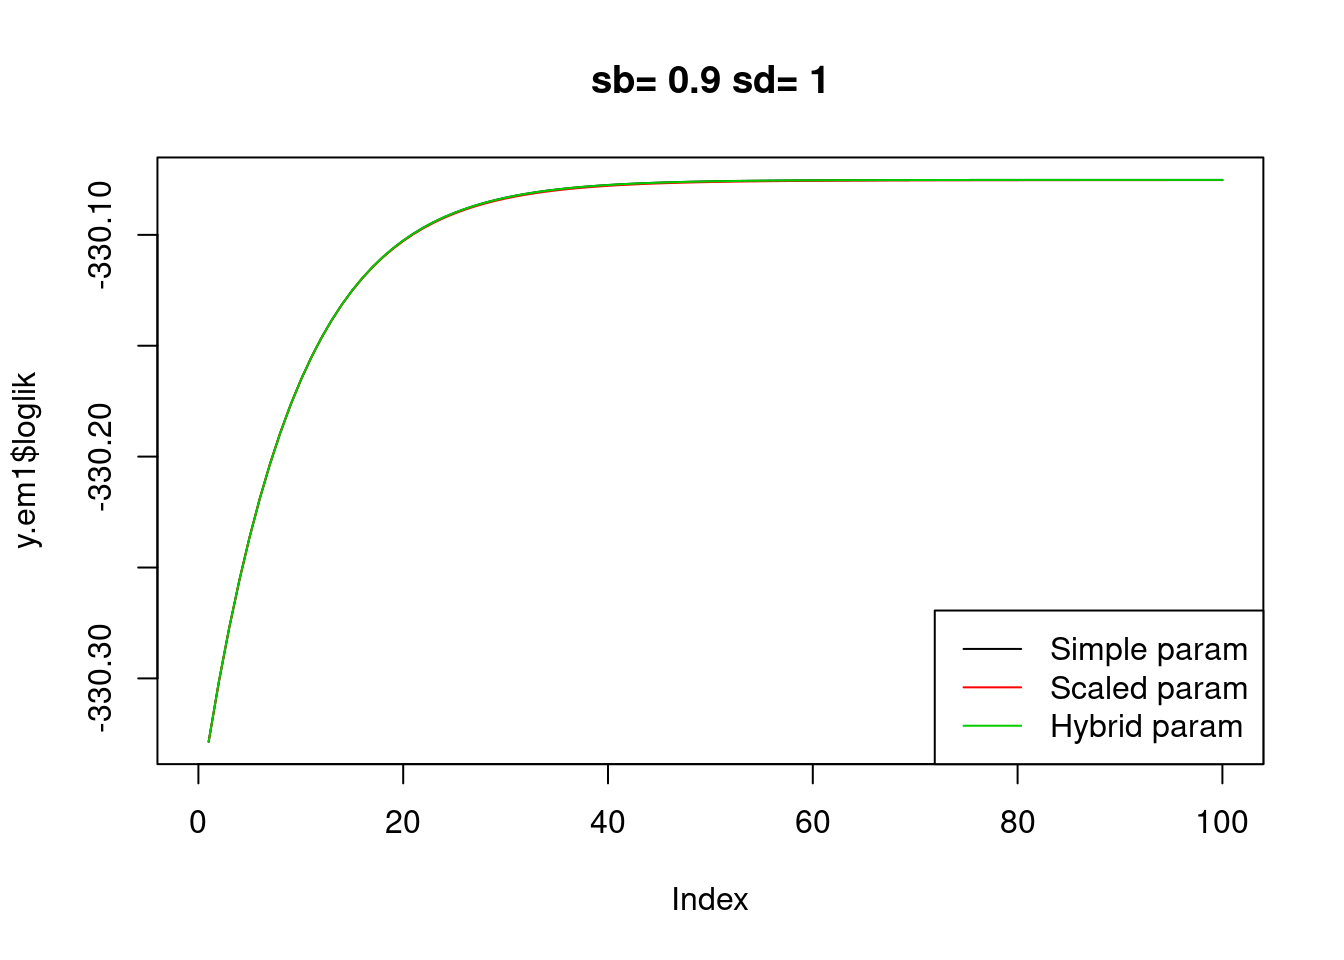 sb= 0.9 sd= 1
y.em1$loglik
-330.10
-330.20
-330.30
Simple param
Scaled param
Hybrid param
0 20 40 60 80 100
Index